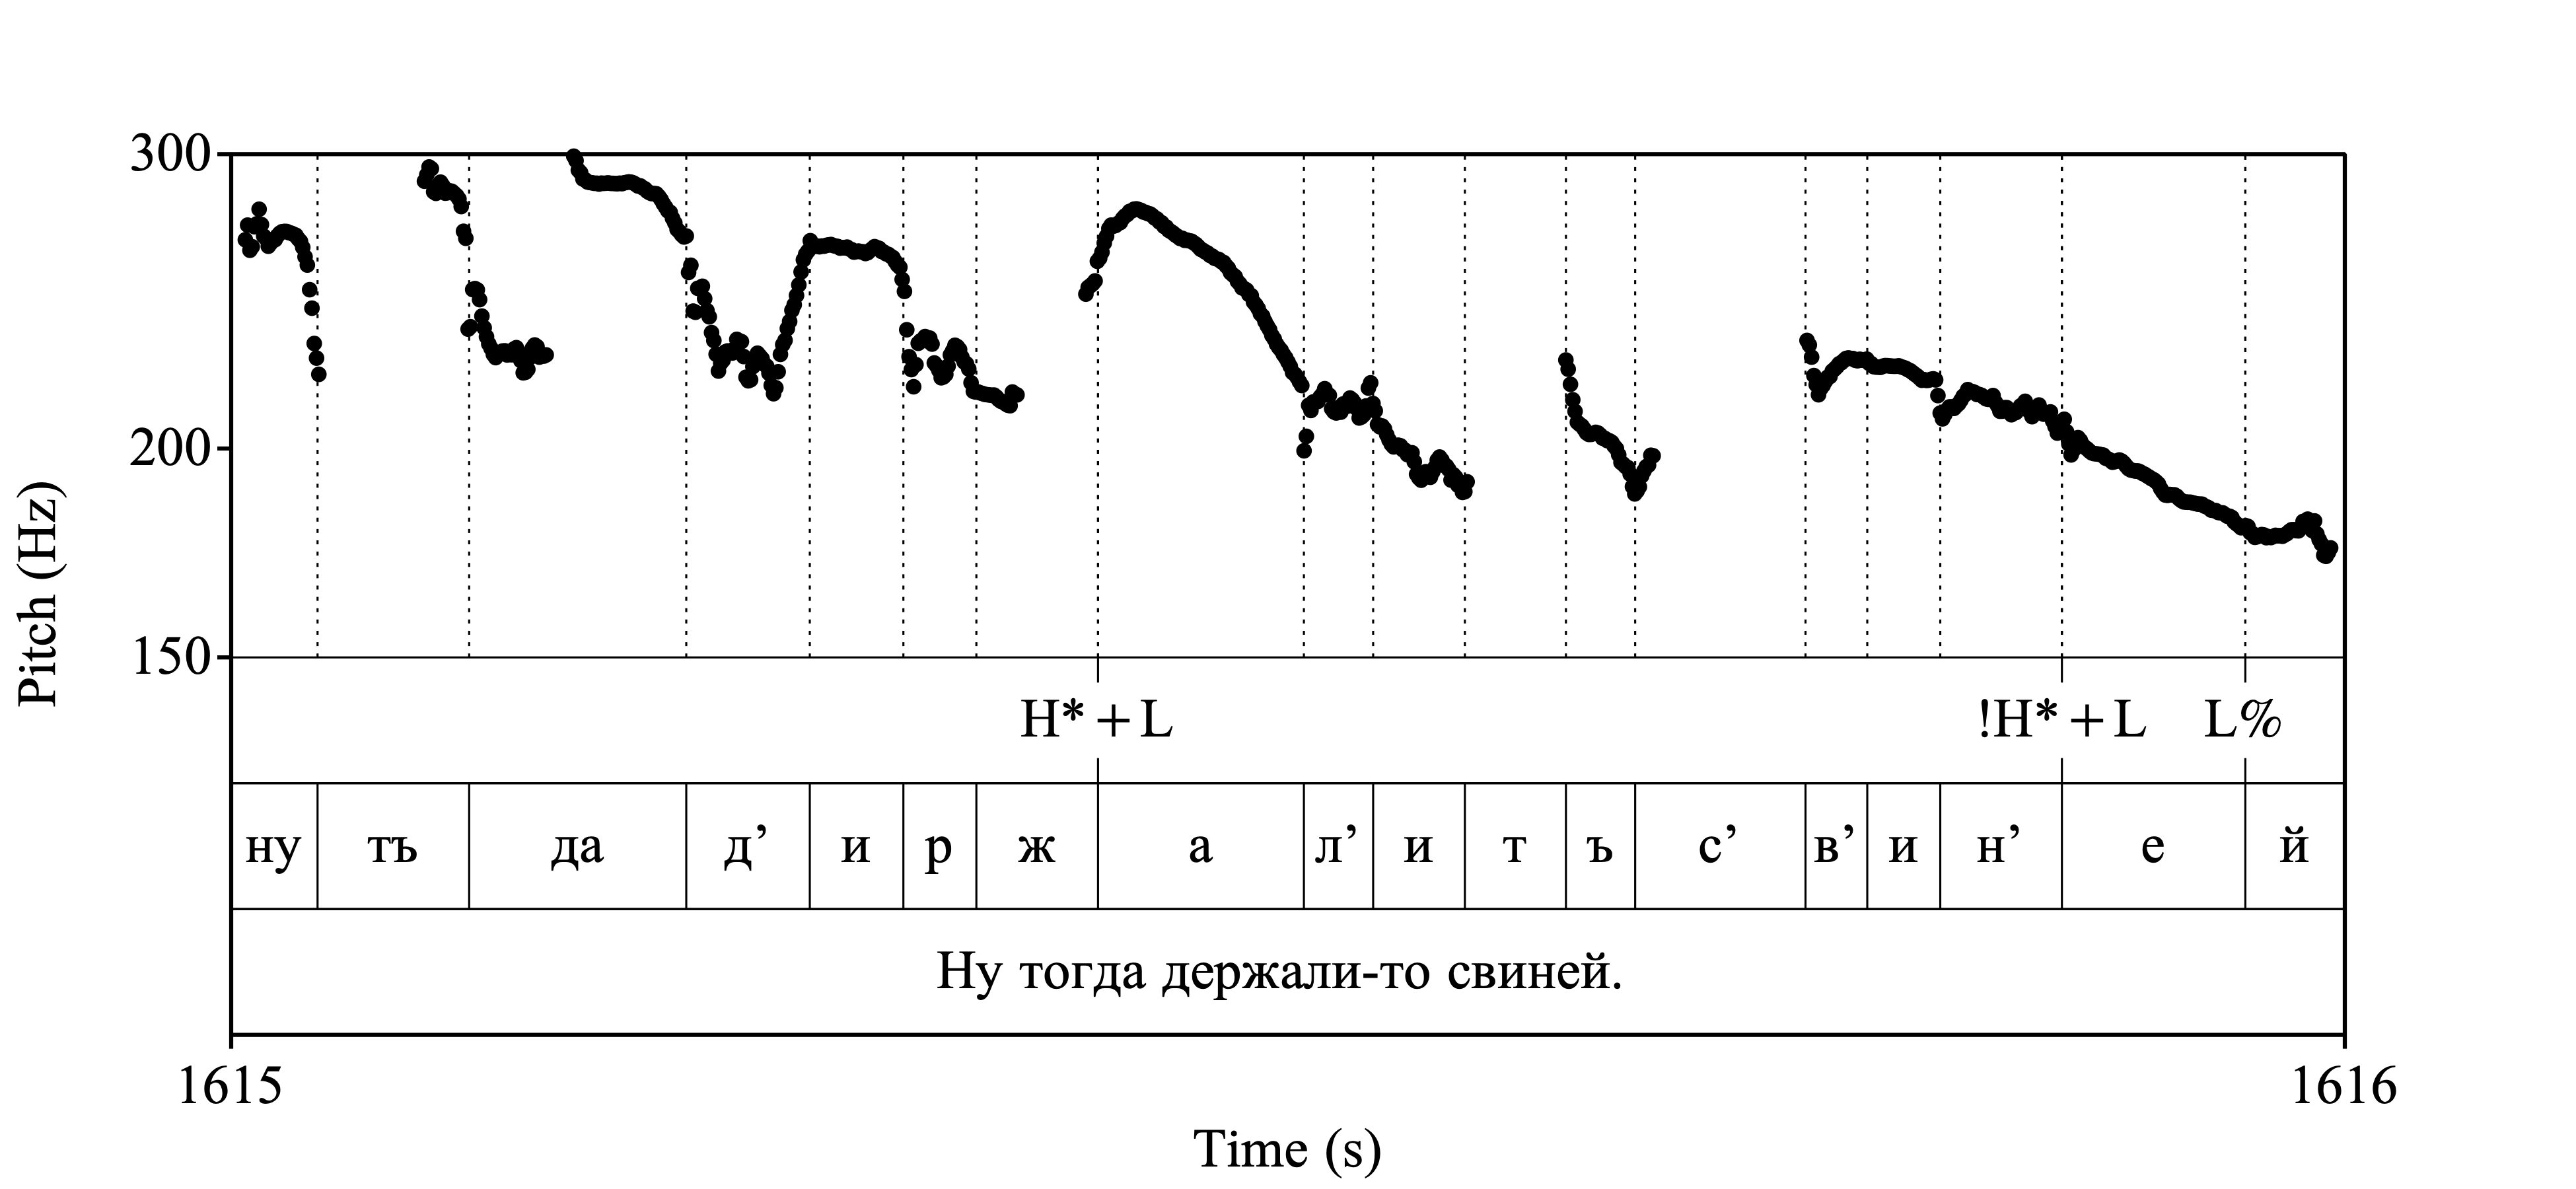 300
200
150
Pitch (Hz)
H* + L !H* + L L%
ну тъ да д’ и р ж а л’ и т ъ с’ в’ и н’ е й
Ну тогда держали-то свиней.
1615 1616
Time (s)